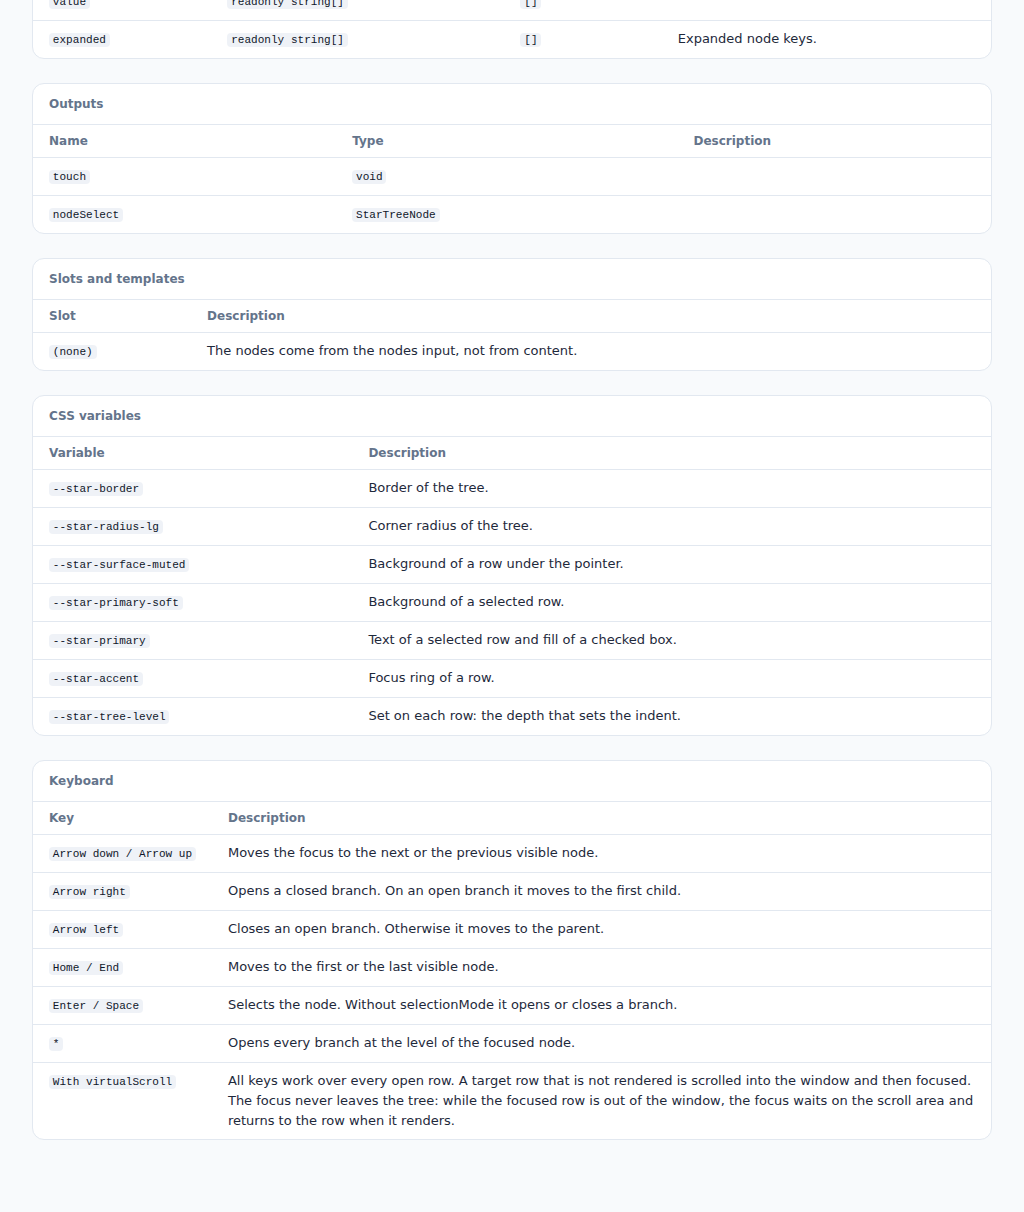 value readonly string[] []
expanded readonly string[] [] Expanded node keys.
Outputs
Name Type Description
touch void
nodeSelect StarTreeNode
Slots and templates
Slot Description
(none) The nodes come from the nodes input, not from content.
CSS variables
Variable Description
--star-border Border of the tree.
--star-radius-lg Corner radius of the tree.
--star-surface-muted Background of a row under the pointer.
--star-primary-soft Background of a selected row.
--star-primary Text of a selected row and fill of a checked box.
--star-accent Focus ring of a row.
--star-tree-level Set on each row: the depth that sets the indent.
Keyboard
Key Description
Arrow down / Arrow up Moves the focus to the next or the previous visible node.
Arrow right Opens a closed branch. On an open branch it moves to the first child.
Arrow left Closes an open branch. Otherwise it moves to the parent.
Home / End Moves to the first or the last visible node.
Enter / Space Selects the node. Without selectionMode it opens or closes a branch.
* Opens every branch at the level of the focused node.
With virtualScroll All keys work over every open row. A target row that is not rendered is scrolled into the window and then focused.
The focus never leaves the tree: while the focused row is out of the window, the focus waits on the scroll area and
returns to the row when it renders.